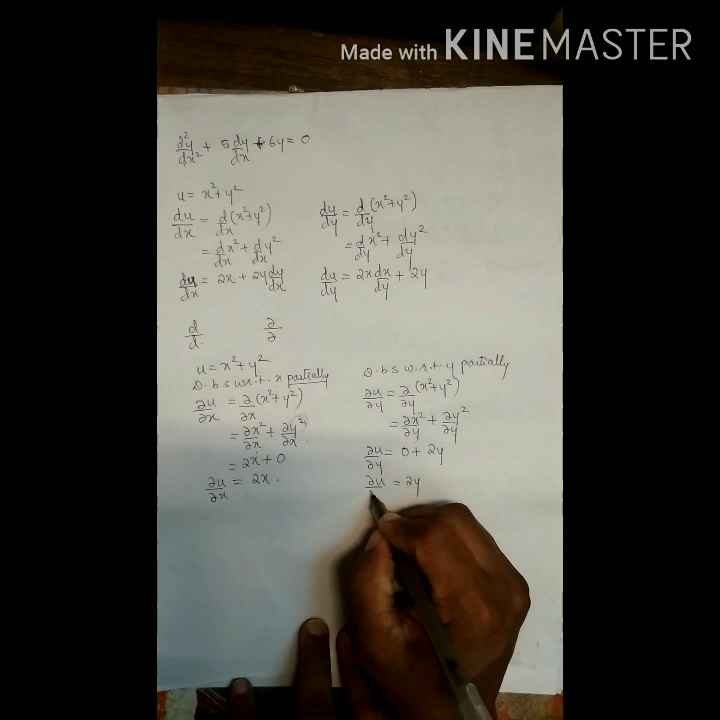 Made with KINEMASTER
d²y/dx² + 5 dy/dx + 6y = 0
u = x² + y²
du/dx = d/dx (x² + y²)
= d/dx x² + d/dx y²
du/dx = 2x + 2y dy/dx
du/dy = d/dy (x² + y²)
= d/dy x² + dy²/dy
du/dy = 2x dx/dy + 2y
d/d. ∂/∂.
u = x² + y²
D. b s w.r.t. x partially
∂u/∂x = ∂/∂x (x² + y²)
= ∂x²/∂x + ∂y²/∂x
= 2x + 0
∂u/∂x = 2x.
D. b s w.r.t. y partially
∂u/∂y = ∂/∂y (x² + y²)
= ∂x²/∂y + ∂y²/∂y
∂u/∂y = 0 + 2y
∂u = 2y